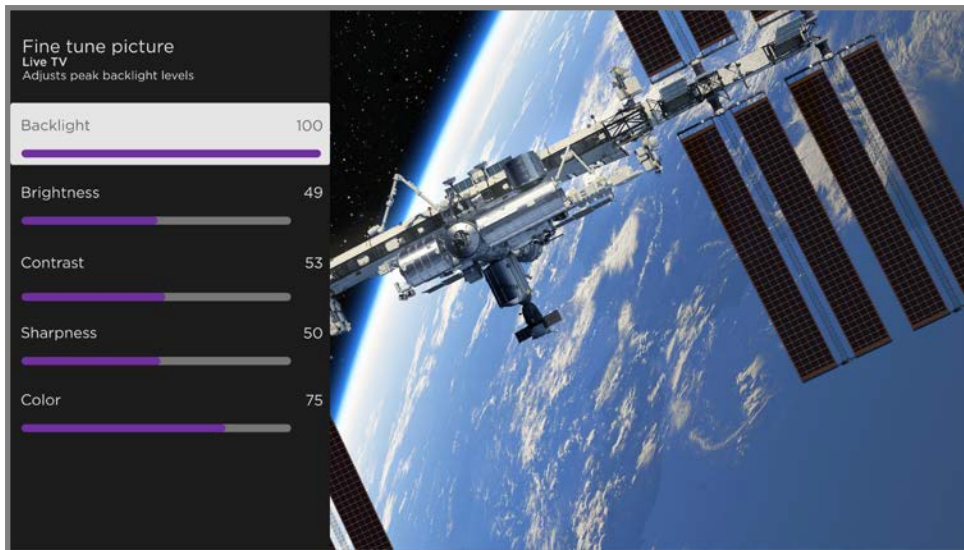 Fine tune picture
Live TV
Adjusts peak backlight levels
Backlight 100
Brightness 49
Contrast 53
Sharpness 50
Color 75